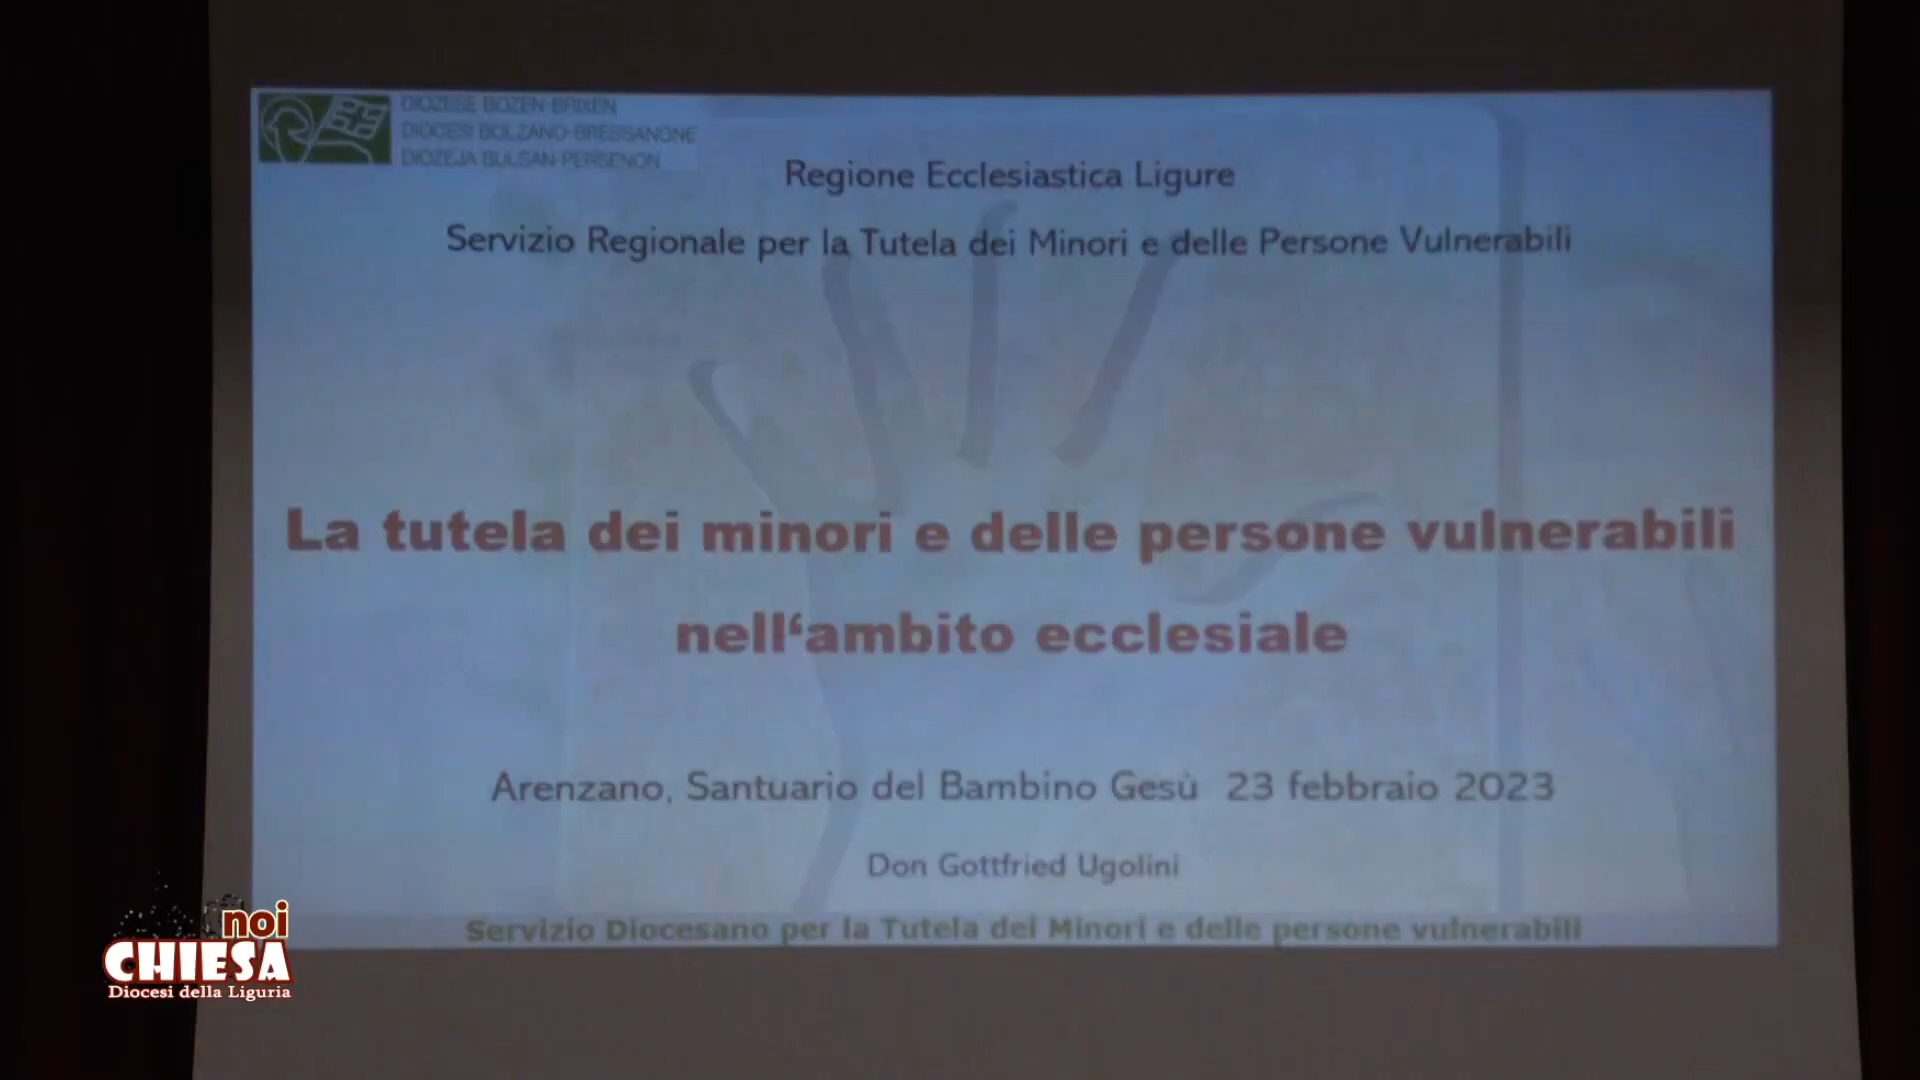 DIOZESE BOZEN-BRIXEN
DIOCESI BOLZANO-BRESSANONE
DIOZEJA BULSAN-PERSENON
Regione Ecclesiastica Ligure
Servizio Regionale per la Tutela dei Minori e delle Persone Vulnerabili
La tutela dei minori e delle persone vulnerabili
nell‘ambito ecclesiale
Arenzano, Santuario del Bambino Gesù 23 febbraio 2023
Don Gottfried Ugolini
Servizio Diocesano per la Tutela dei Minori e delle persone vulnerabili
noi
CHIESA
Diocesi della Liguria